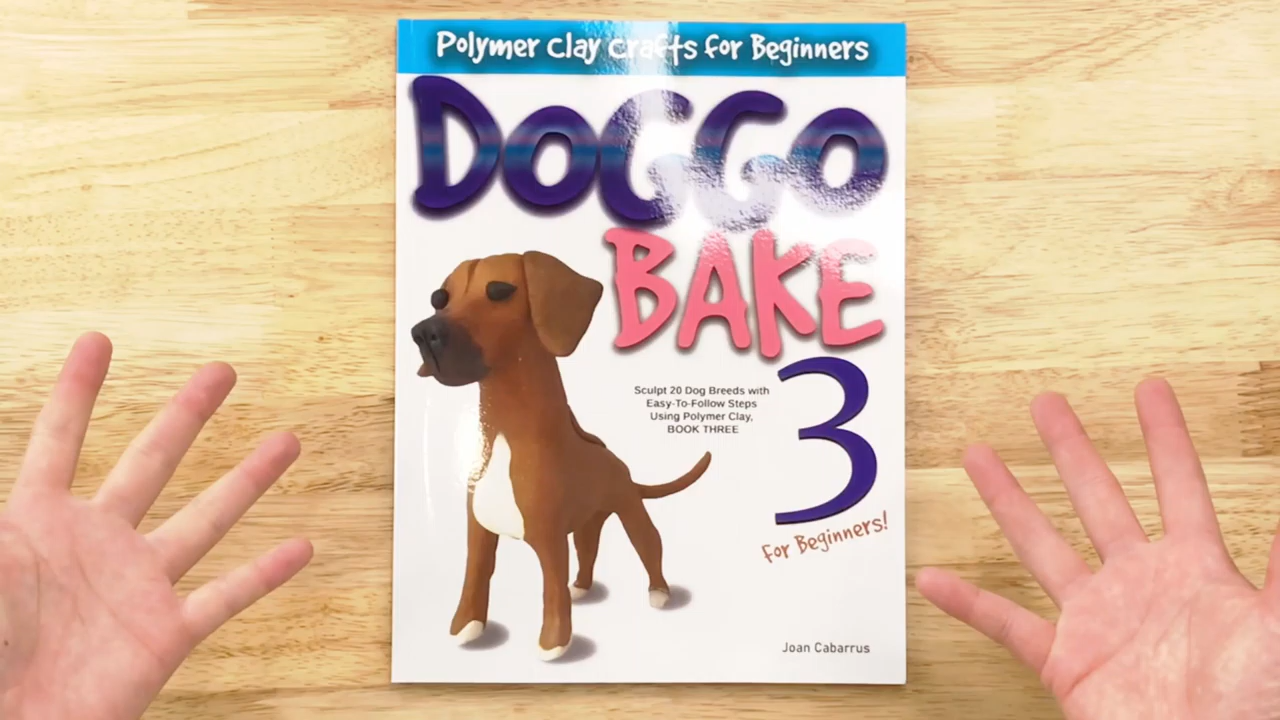 Polymer Clay Crafts for Beginners
DOGGO
BAKE
3
Sculpt 20 Dog Breeds with
Easy-To-Follow Steps
Using Polymer Clay,
BOOK THREE
For Beginners!
Joan Cabarrus